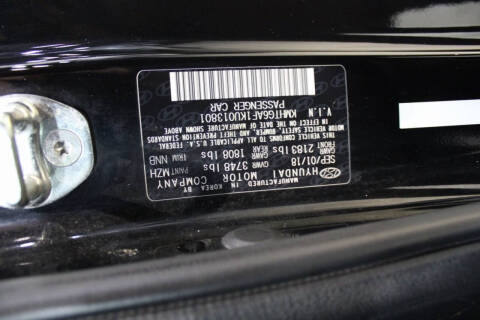 MANUFACTURED IN KOREA
HYUNDAI MOTOR COMPANY
SEP/01/18 GVWR 3748 lbs PAINT MZH
GAWR FRONT 2183 lbs GAWR REAR 1808 lbs TRIM NNB
THIS VEHICLE CONFORMS TO ALL APPLICABLE U.S.A FEDERAL
MOTOR VEHICLE SAFETY, BUMPER, AND THEFT PREVENTION STANDARDS
IN EFFECT ON THE DATE OF MANUFACTURE SHOWN ABOVE
V.I.N KMHTG6AF1KU013801
PASSENGER CAR